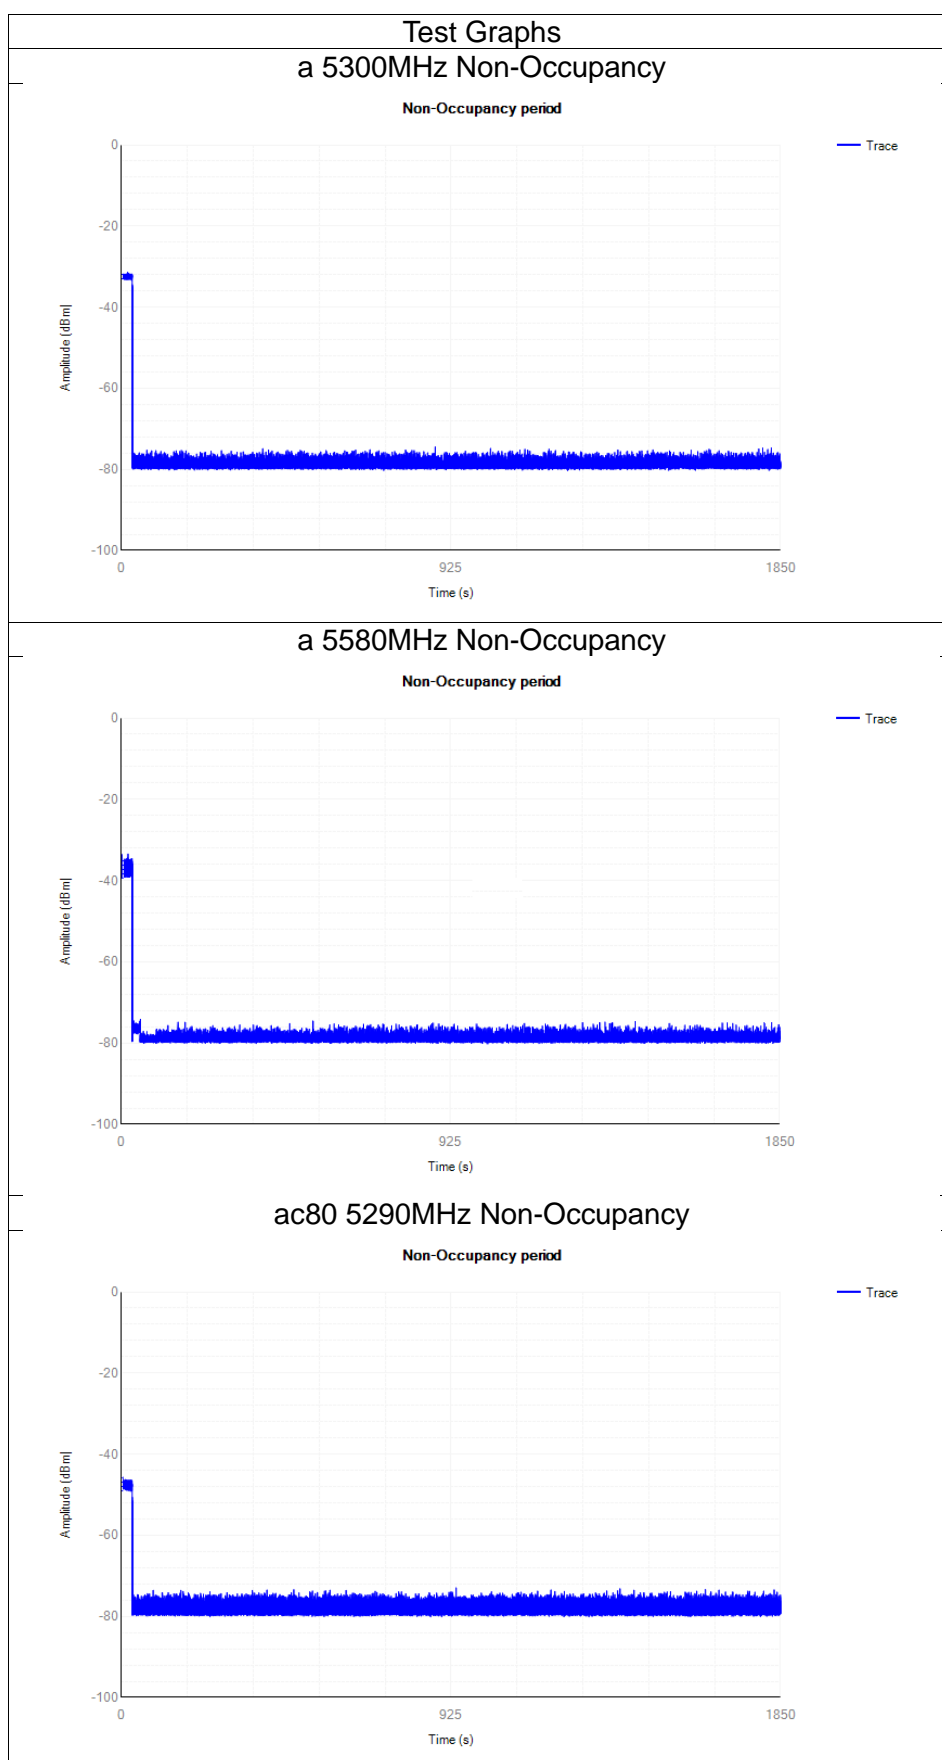 Test Graphs
a 5300MHz Non-Occupancy
Non-Occupancy period
Trace
0
-20
-40
-60
-80
-100
Amplitude [dBm]
0 925 1850
Time (s)
a 5580MHz Non-Occupancy
Non-Occupancy period
Trace
0
-20
-40
-60
-80
-100
Amplitude [dBm]
0 925 1850
Time (s)
ac80 5290MHz Non-Occupancy
Non-Occupancy period
Trace
0
-20
-40
-60
-80
-100
Amplitude [dBm]
0 925 1850
Time (s)